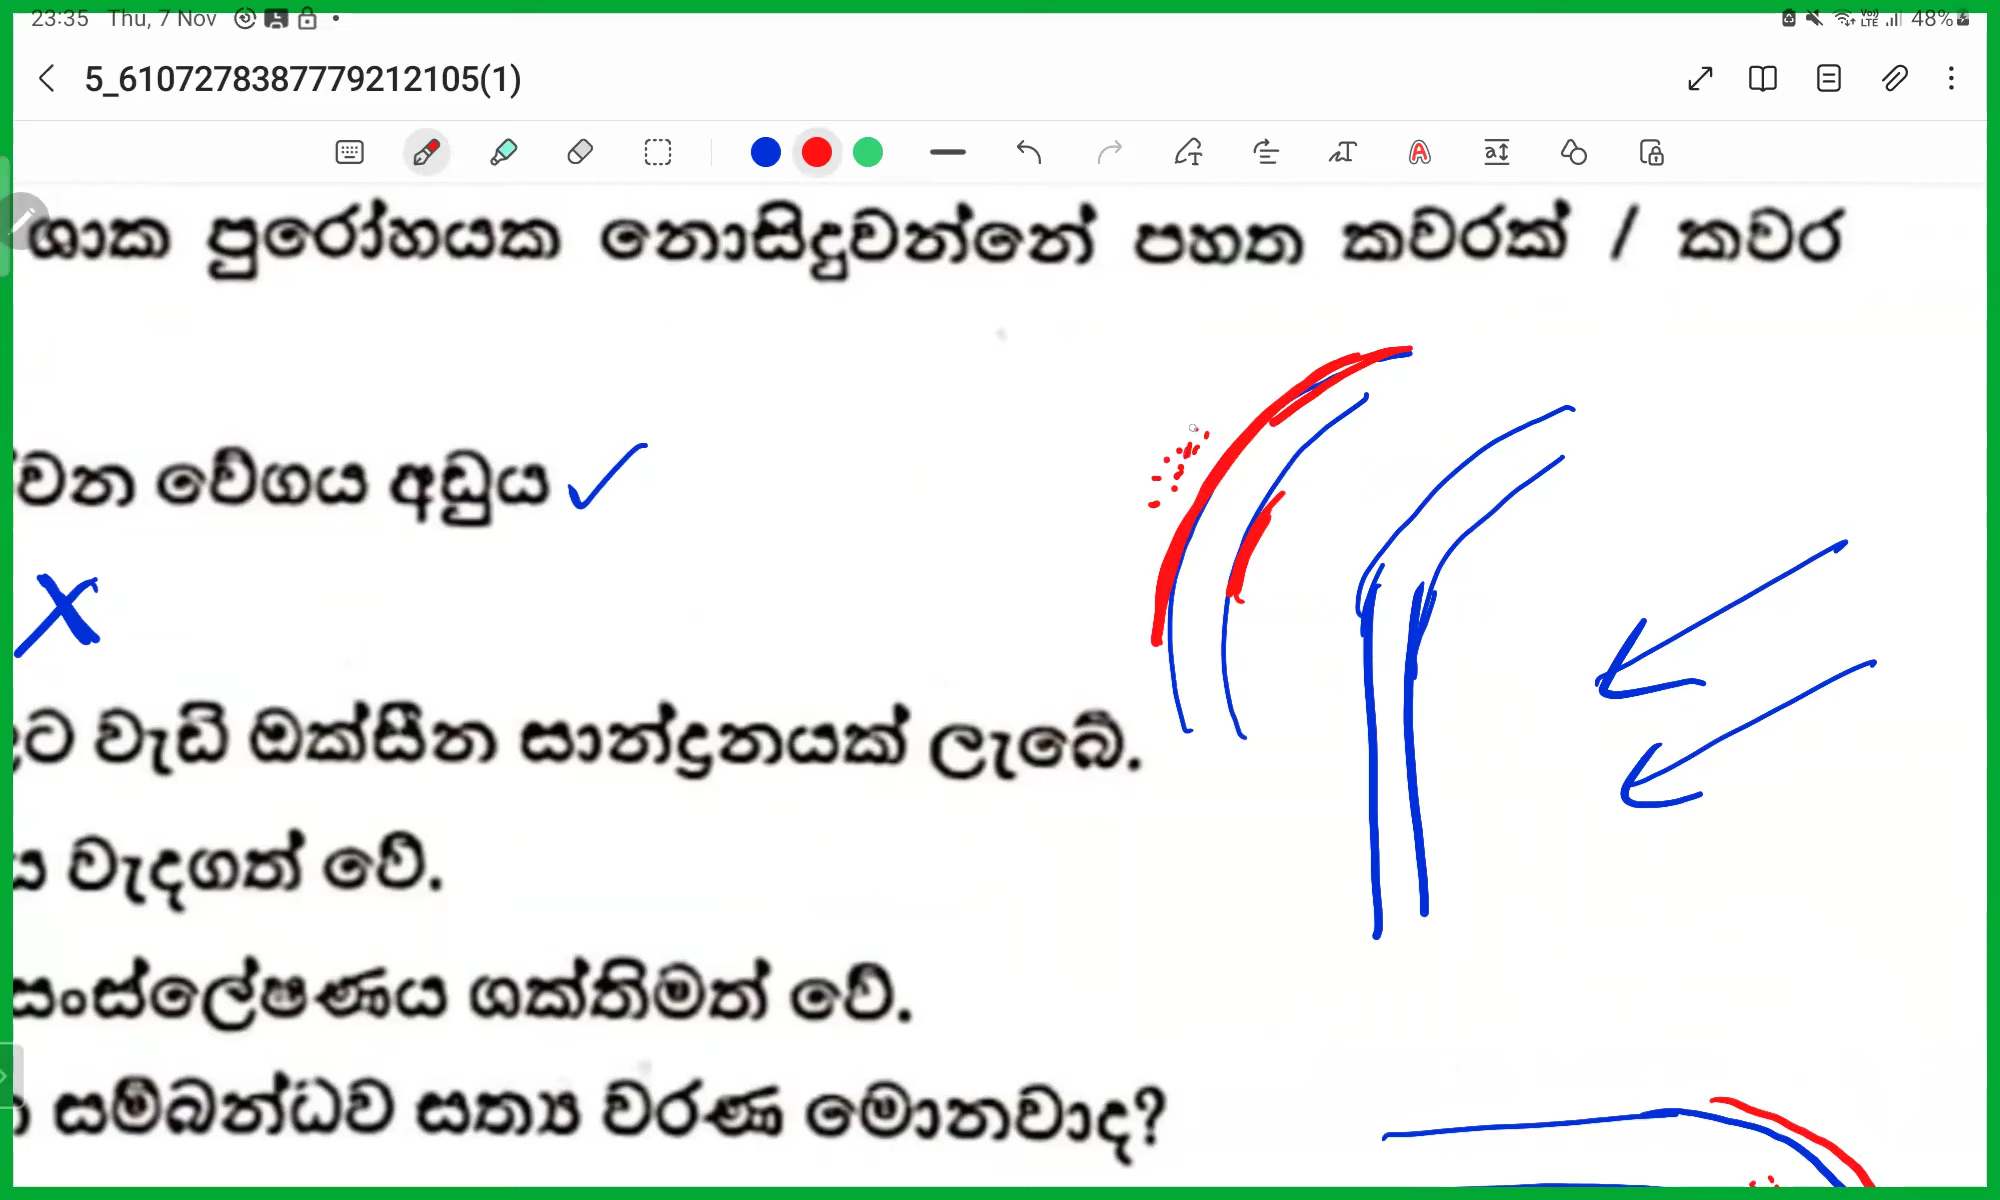 23:35 Thu, 7 Nov 48%
5_6107278387779212105(1)
ශාක පුරෝහයක නොසිදුවන්නේ පහත කවරක් / කවර
වන වේගය අඩුය ✓
X
ට වැඩි ඔක්සීන සාන්ද්‍රනයක් ලැබේ.
ය වැදගත් වේ.
සංස්ලේෂණය ශක්තිමත් වේ.
සම්බන්ධව සත්‍ය වරණ මොනවාද?